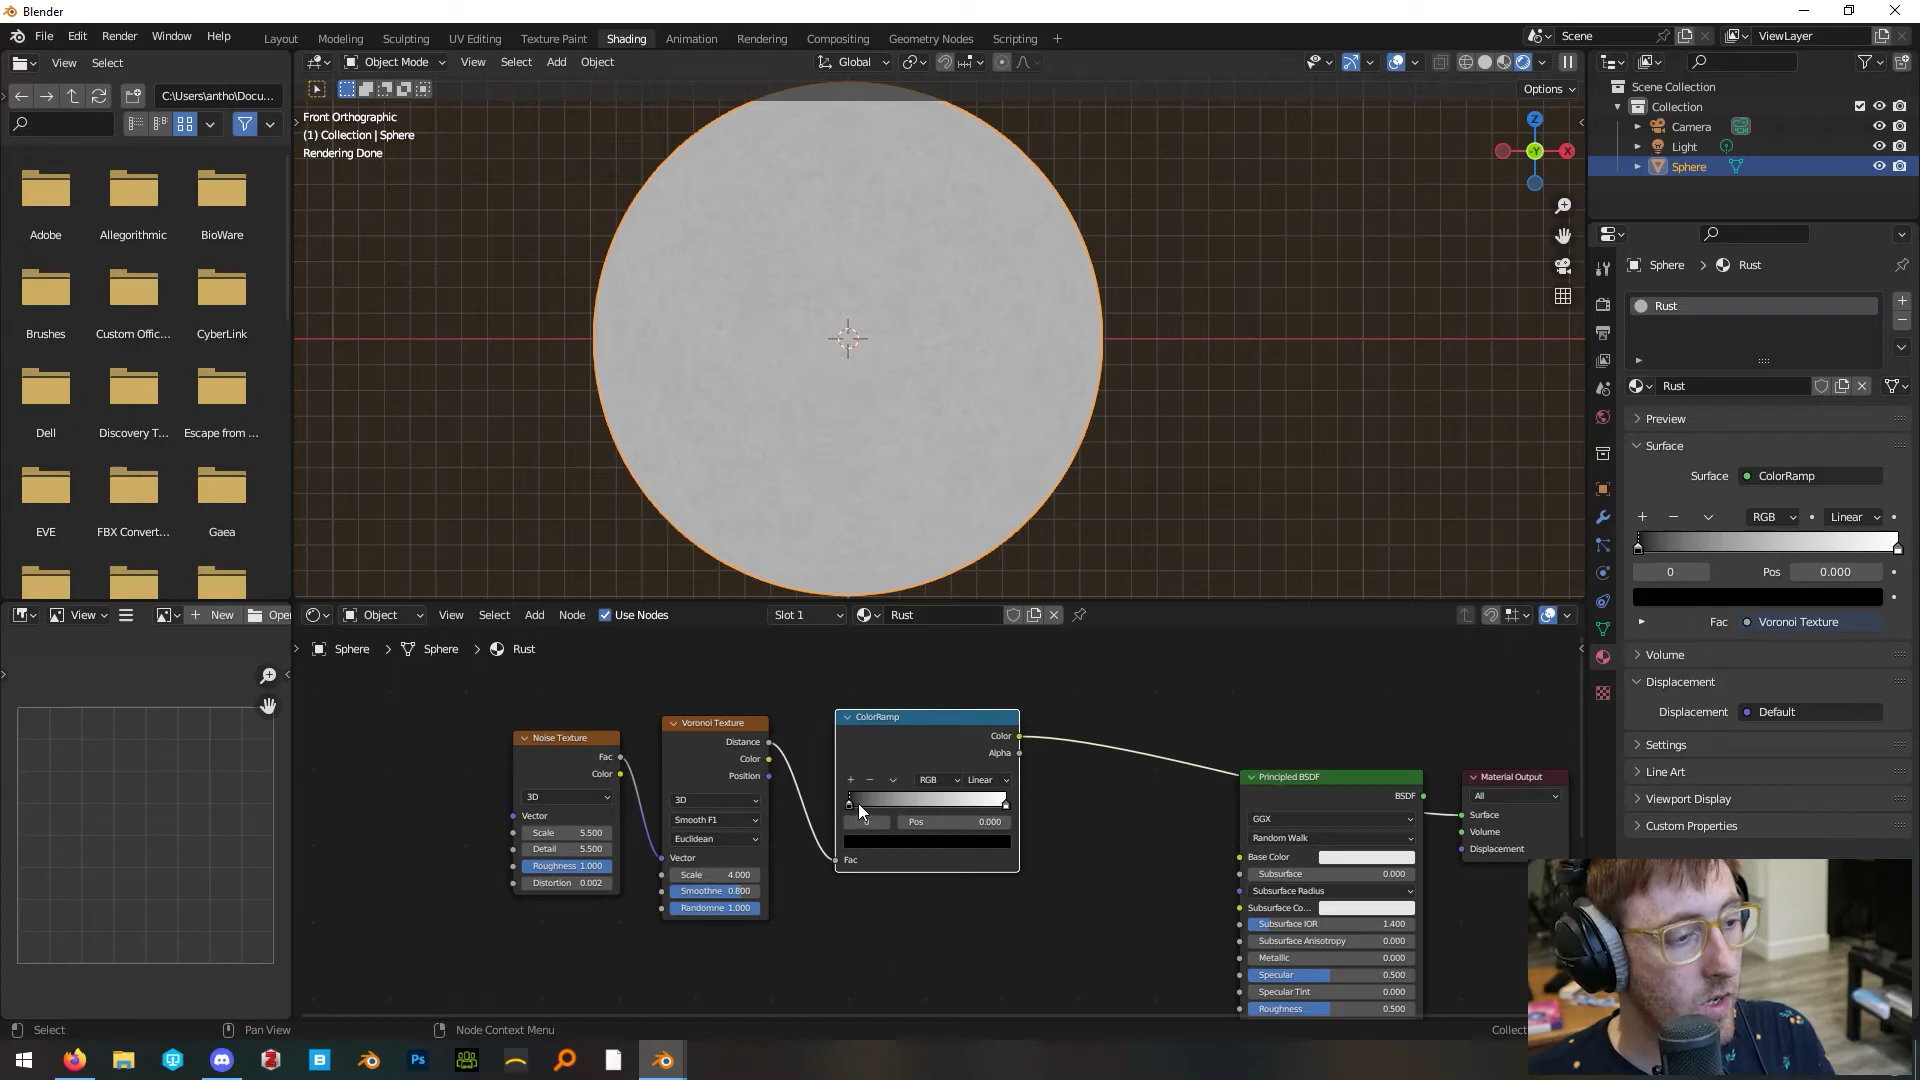 Blender
File Edit Render Window Help
Layout Modeling Sculpting UV Editing Texture Paint Shading Animation Rendering Compositing Geometry Nodes Scripting +
Scene
ViewLayer
View Select
Object Mode View Select Add Object
Global
C:\Users\antho\Docu...
Options
Front Orthographic
(1) Collection | Sphere
Rendering Done
Z
-Y
X
Scene Collection
Collection
Camera
Light
Sphere
Adobe Allegorithmic BioWare
Brushes Custom Offic... CyberLink
Dell Discovery T... Escape from ...
EVE FBX Convert... Gaea
Sphere > Rust
Rust
Rust
Preview
Surface
Surface ColorRamp
+ − RGB Linear
0 Pos 0.000
Fac Voronoi Texture
Volume
Displacement
Displacement Default
Settings
Line Art
Viewport Display
Custom Properties
View + New Open
Object View Select Add Node Use Nodes Slot 1 Rust
Sphere > Sphere > Rust
Noise Texture
Fac
Color
3D
Vector
Scale 5.500
Detail 5.500
Roughness 1.000
Distortion 0.002
Voronoi Texture
Distance
Color
Position
3D
Smooth F1
Euclidean
Vector
Scale 4.000
Smoothne 0.800
Randomne 1.000
ColorRamp
Color
Alpha
+ − RGB Linear
Pos 0.000
Fac
Principled BSDF
BSDF
GGX
Random Walk
Base Color
Subsurface 0.000
Subsurface Radius
Subsurface Co...
Subsurface IOR 1.400
Subsurface Anisotropy 0.000
Metallic 0.000
Specular 0.500
Specular Tint 0.000
Roughness 0.500
Material Output
All
Surface
Volume
Displacement
Select Pan View Node Context Menu Collect
Ps